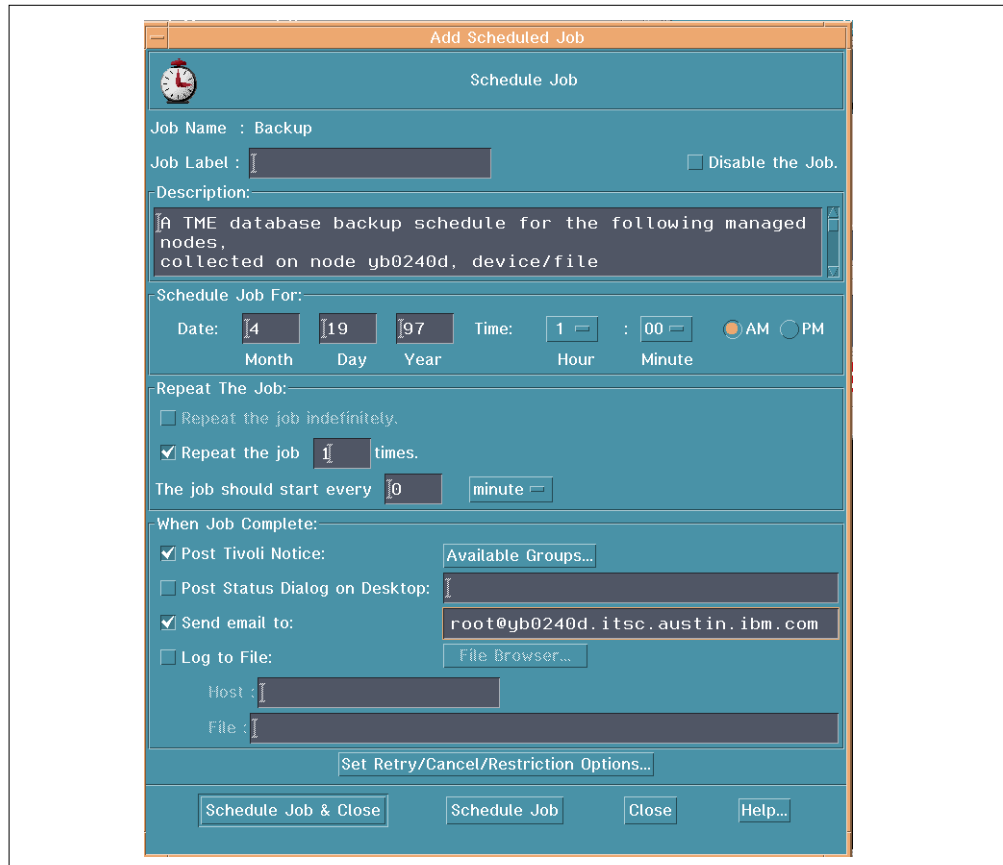 Add Scheduled Job
Schedule Job
Job Name : Backup
Job Label :
Disable the Job.
Description:
A TME database backup schedule for the following managed
nodes,
collected on node yb0240d, device/file
Schedule Job For:
Date: 4 19 97 Time: 1 : 00 AM PM
Month Day Year Hour Minute
Repeat The Job:
Repeat the job indefinitely.
Repeat the job 1 times.
The job should start every 0 minute
When Job Complete:
Post Tivoli Notice: Available Groups...
Post Status Dialog on Desktop:
Send email to: root@yb0240d.itsc.austin.ibm.com
Log to File: File Browser...
Host :
File :
Set Retry/Cancel/Restriction Options...
Schedule Job & Close Schedule Job Close Help...